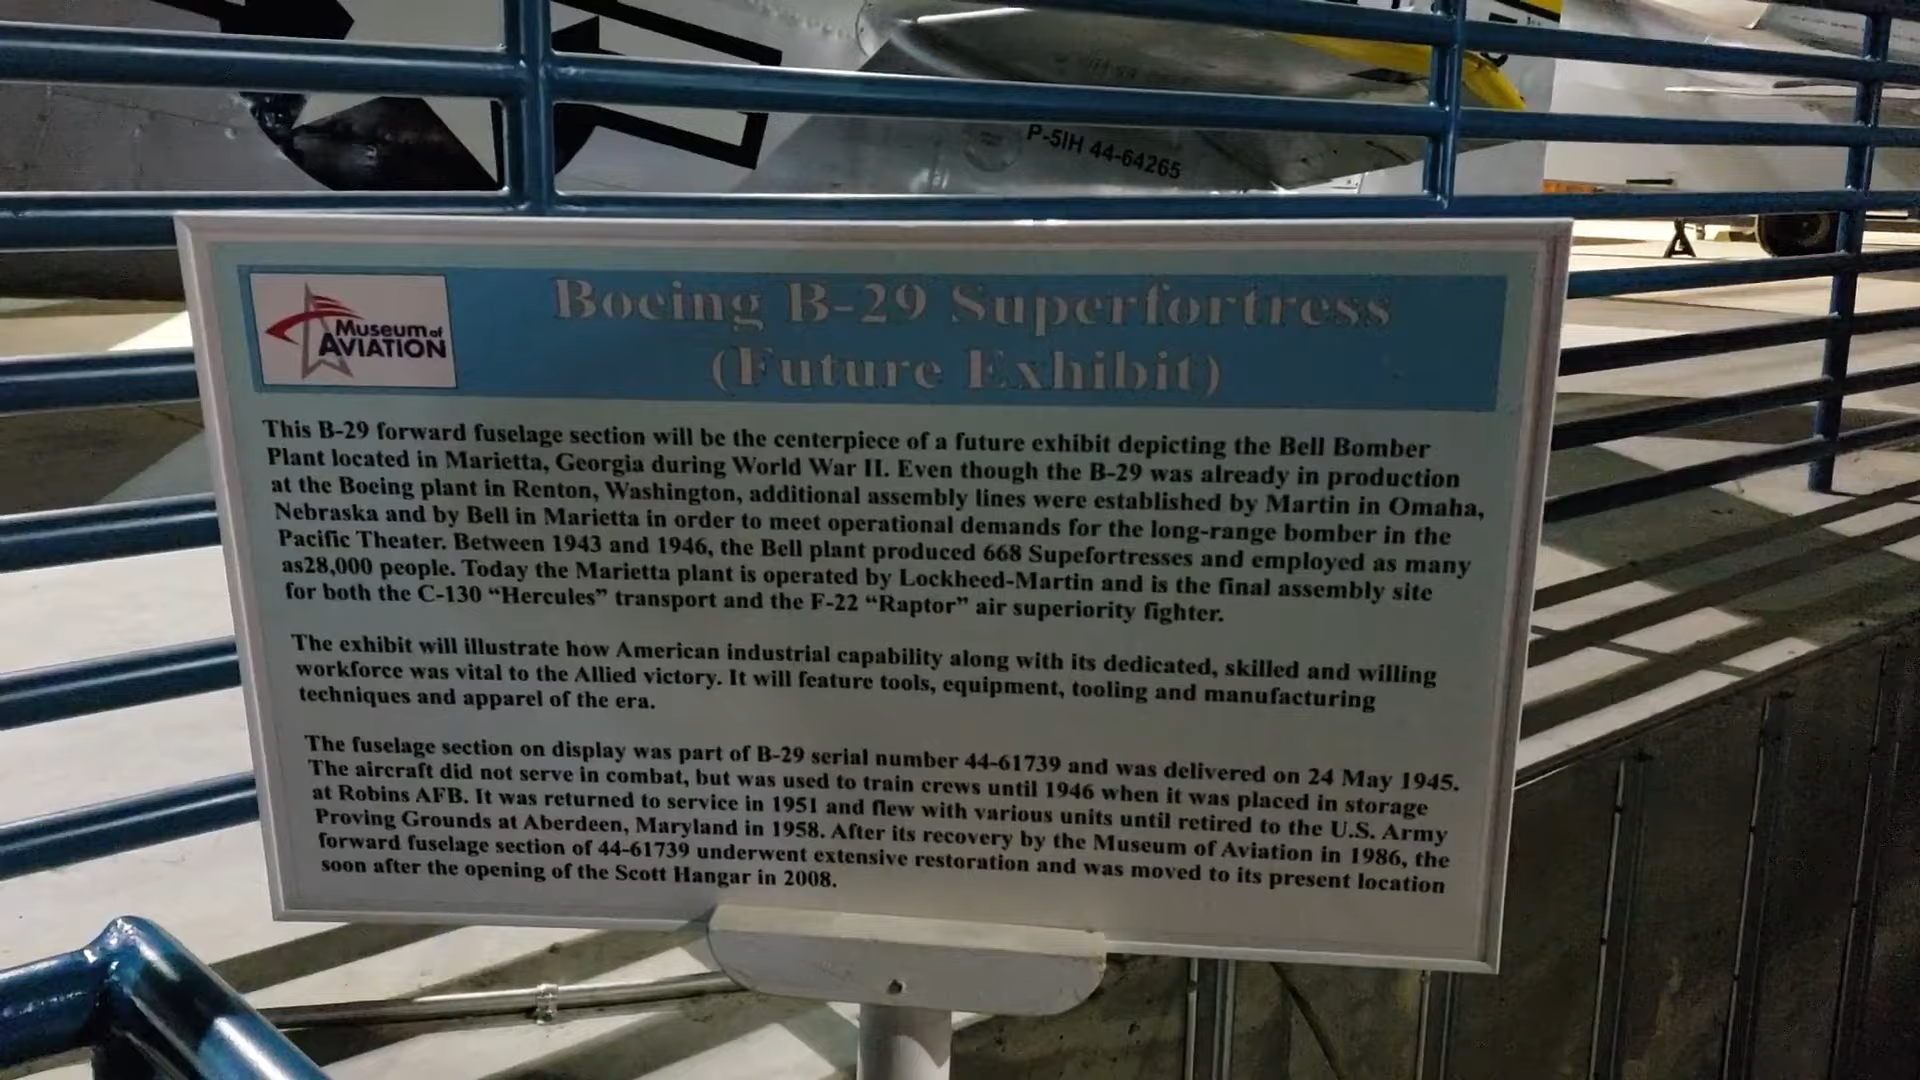 P-51H 44-64265
Museum of
AVIATION
Boeing B-29 Superfortress
(Future Exhibit)
This B-29 forward fuselage section will be the centerpiece of a future exhibit depicting the Bell Bomber
Plant located in Marietta, Georgia during World War II. Even though the B-29 was already in production
at the Boeing plant in Renton, Washington, additional assembly lines were established by Martin in Omaha,
Nebraska and by Bell in Marietta in order to meet operational demands for the long-range bomber in the
Pacific Theater. Between 1943 and 1946, the Bell plant produced 668 Supefortresses and employed as many
as28,000 people. Today the Marietta plant is operated by Lockheed-Martin and is the final assembly site
for both the C-130 “Hercules” transport and the F-22 “Raptor” air superiority fighter.
The exhibit will illustrate how American industrial capability along with its dedicated, skilled and willing
workforce was vital to the Allied victory. It will feature tools, equipment, tooling and manufacturing
techniques and apparel of the era.
The fuselage section on display was part of B-29 serial number 44-61739 and was delivered on 24 May 1945.
The aircraft did not serve in combat, but was used to train crews until 1946 when it was placed in storage
at Robins AFB. It was returned to service in 1951 and flew with various units until retired to the U.S. Army
Proving Grounds at Aberdeen, Maryland in 1958. After its recovery by the Museum of Aviation in 1986, the
forward fuselage section of 44-61739 underwent extensive restoration and was moved to its present location
soon after the opening of the Scott Hangar in 2008.